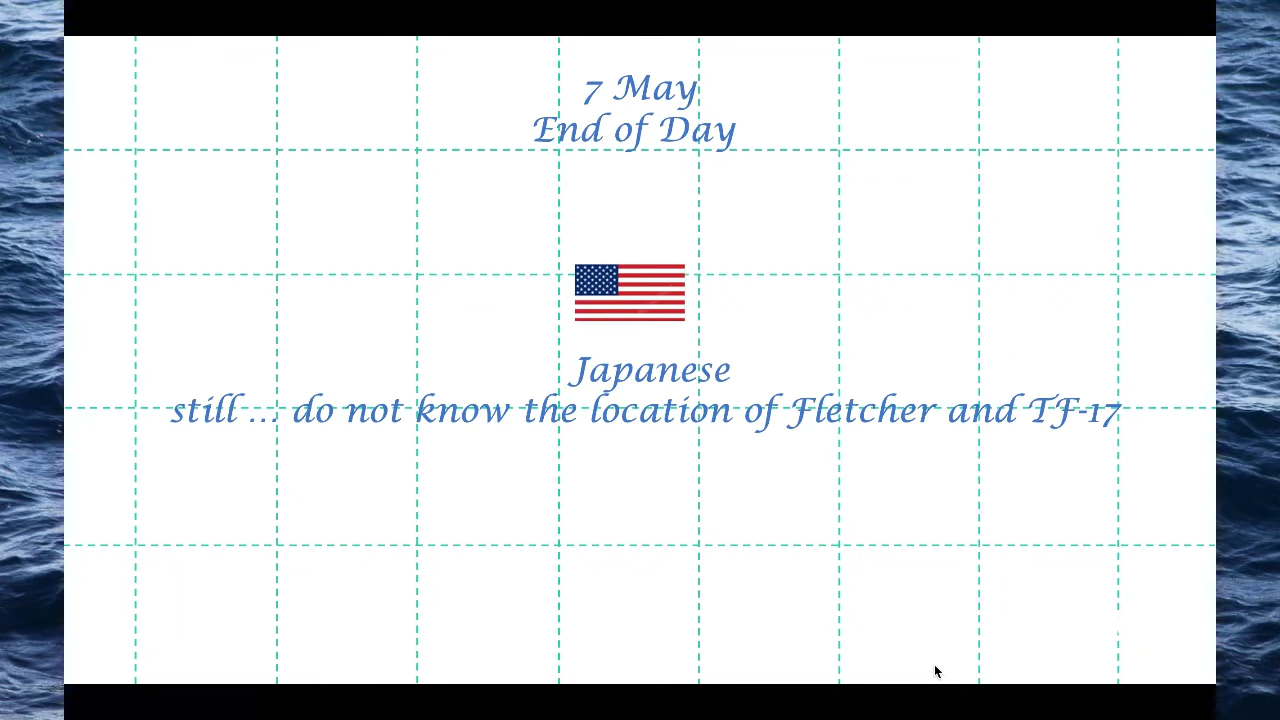 7 May
End of Day
Japanese
still ... do not know the location of Fletcher and TF-17